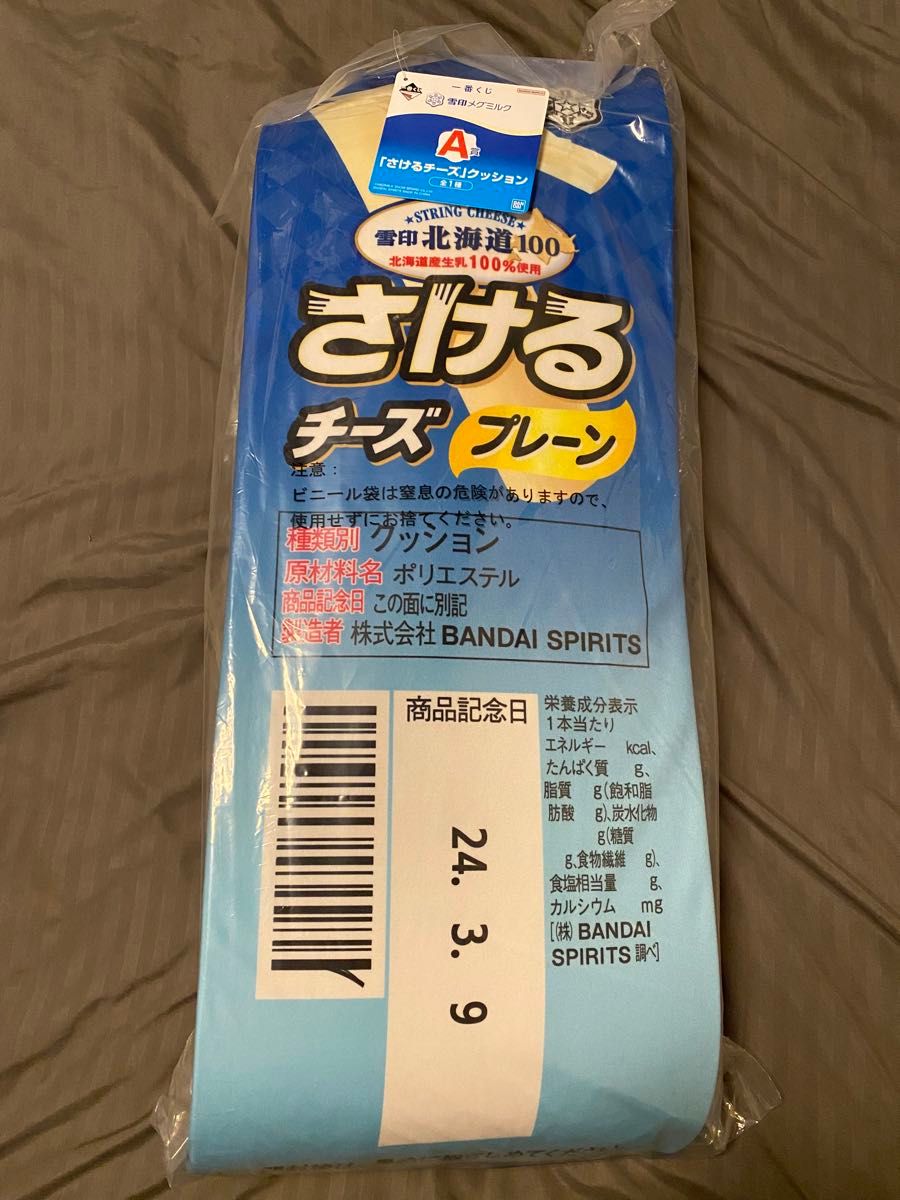 一番くじ
雪印メグミルク
A賞
「さけるチーズ」クッション
全1種
★STRING CHEESE★
雪印 北海道100
北海道産生乳100%使用
さける
チーズ
プレーン
注意：
ビニール袋は窒息の危険がありますので、
使用せずにお捨てください。
種類別 クッション
原材料名 ポリエステル
商品記念日 この面に別記
製造者 株式会社 BANDAI SPIRITS
商品記念日
24. 3. 9
栄養成分表示
1本当たり
エネルギー kcal、
たんぱく質 g、
脂質 g(飽和脂
肪酸 g)、炭水化物
g(糖質
g、食物繊維 g)、
食塩相当量 g、
カルシウム mg
[(株) BANDAI
SPIRITS 調べ]